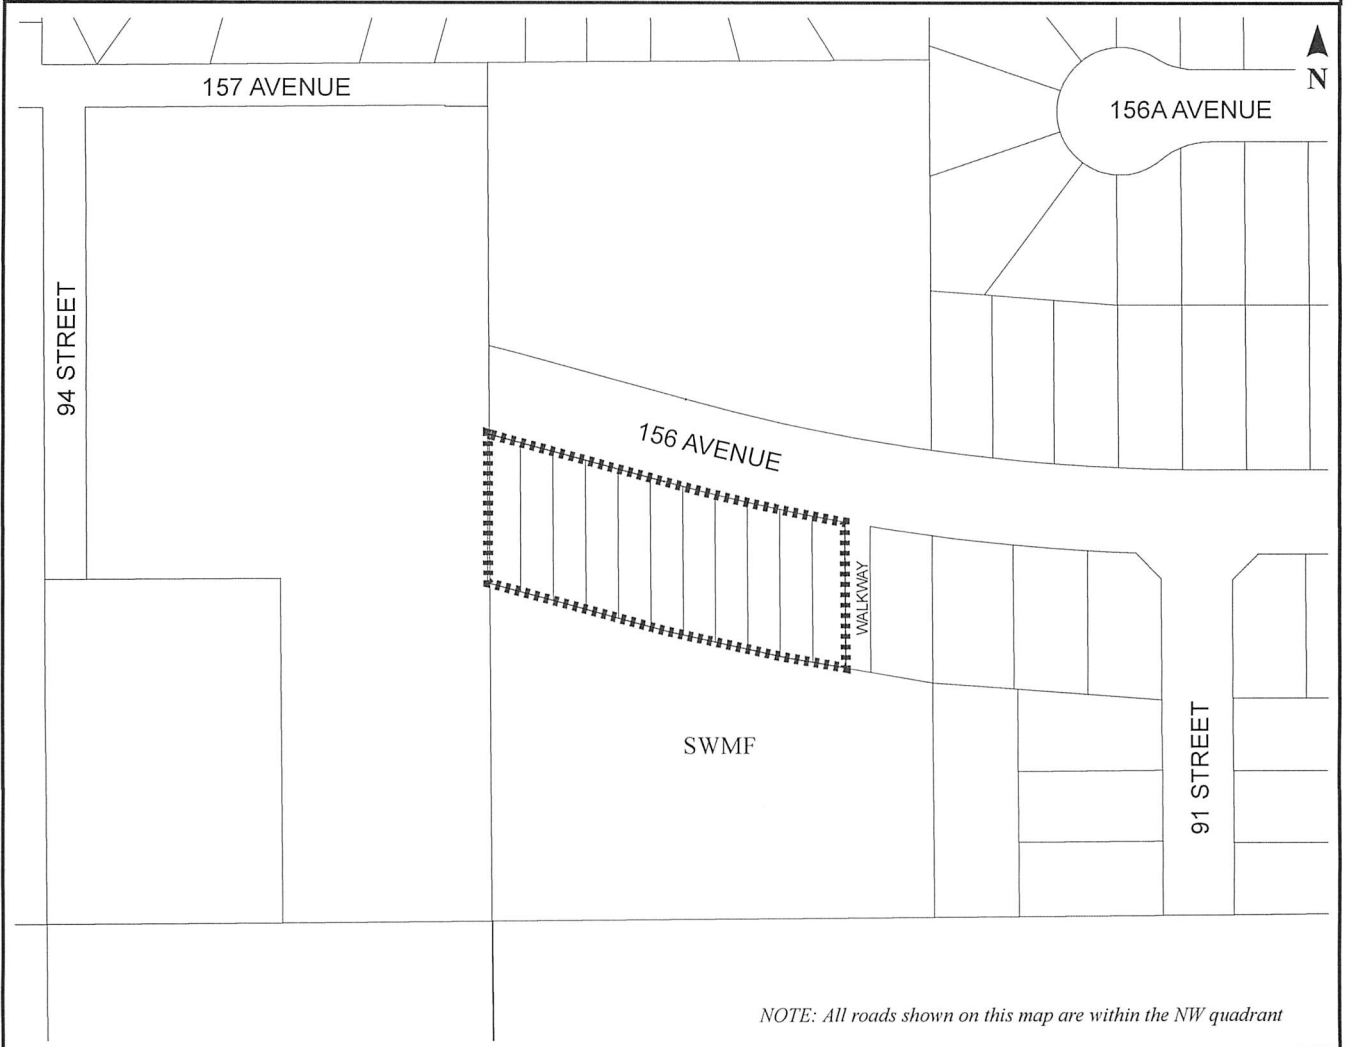 157 AVENUE
156A AVENUE
N
94 STREET
156 AVENUE
WALKWAY
SWMF
91 STREET
NOTE: All roads shown on this map are within the NW quadrant